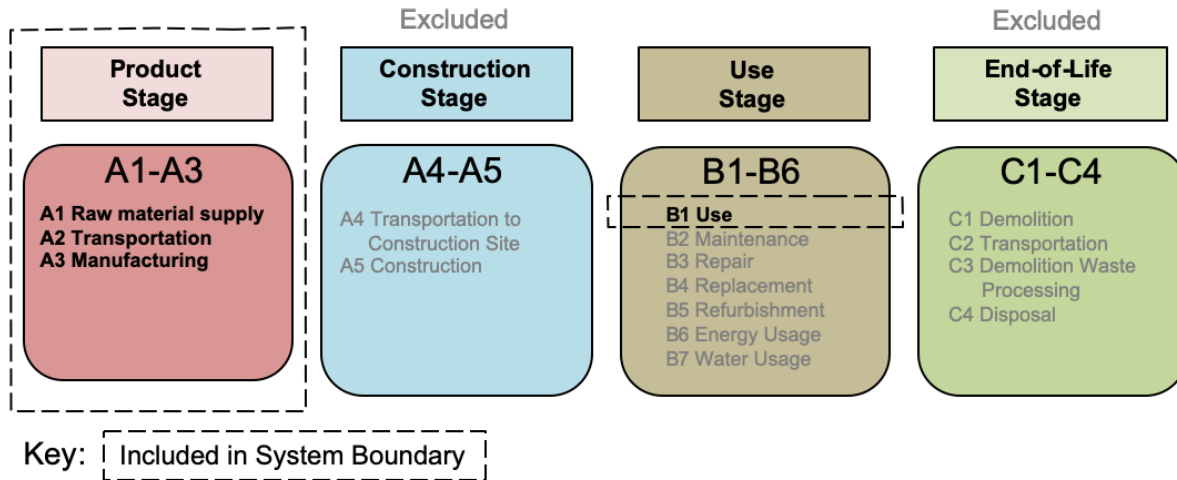 Excluded
Excluded
Product
Stage
Construction
Stage
Use
Stage
End-of-Life
Stage
A1-A3
A1 Raw material supply
A2 Transportation
A3 Manufacturing
A4-A5
A4 Transportation to
Construction Site
A5 Construction
B1-B6
B1 Use
B2 Maintenance
B3 Repair
B4 Replacement
B5 Refurbishment
B6 Energy Usage
B7 Water Usage
C1-C4
C1 Demolition
C2 Transportation
C3 Demolition Waste
Processing
C4 Disposal
Key: Included in System Boundary